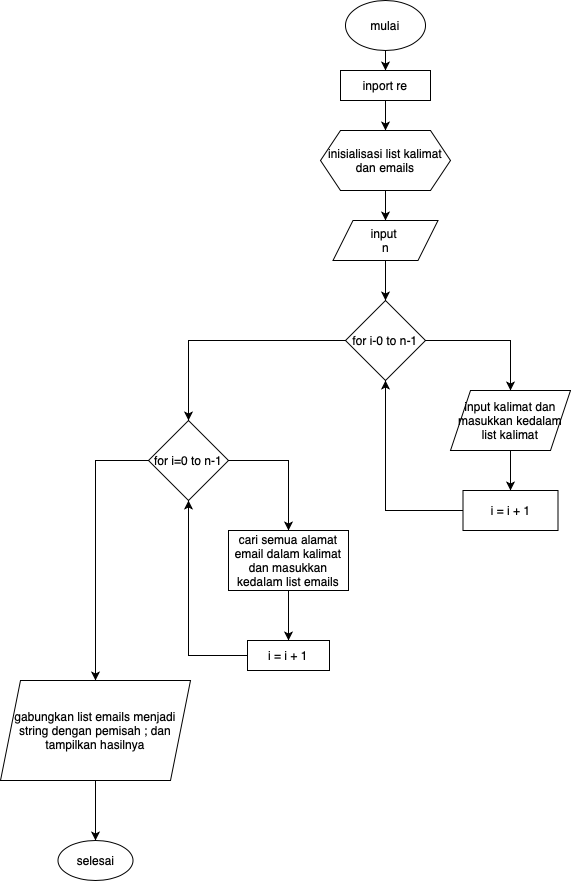 mulai
inport re
inisialisasi list kalimat
dan emails
input
n
for i-0 to n-1
input kalimat dan
masukkan kedalam
list kalimat
i = i + 1
for i=0 to n-1
cari semua alamat
email dalam kalimat
dan masukkan
kedalam list emails
i = i + 1
gabungkan list emails menjadi
string dengan pemisah ; dan
tampilkan hasilnya
selesai